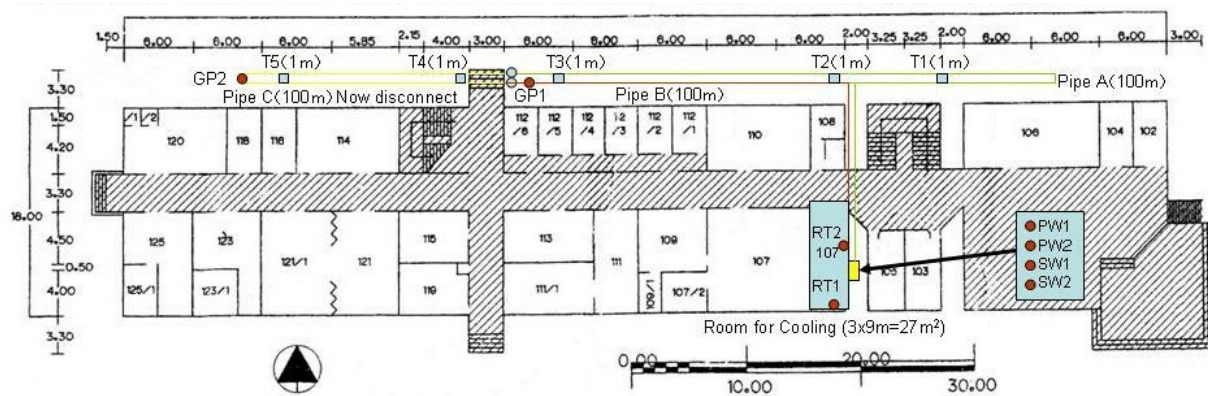 1.50 6.00 6.00 6.00 5.85 2.15 4.00 3.00 6.00 6.00 6.00 6.00 6.00 2.00 3.25 3.25 2.00 6.00 6.00 6.00 3.00
T5(1m) T4(1m) T3(1m) T2(1m) T1(1m)
GP2 GP1 Pipe A(100m)
Pipe C(100m) Now disconnect Pipe B(100m)
3.30
1.50
4.20
3.30
18.00
4.50
0.50
4.00
3.30
/1 /2 120 118 116 114 112/6 112/5 112/4 12/3 112/2 112/1 110 108 106 104 102
125 123 121/1 121 115 113 111 109 107 103
125/1 123/1 119 111/1 109/1 107/2
RT2
107
RT1
PW1
PW2
SW1
SW2
Room for Cooling (3x9m=27m²)
0.00 20.00
10.00 30.00